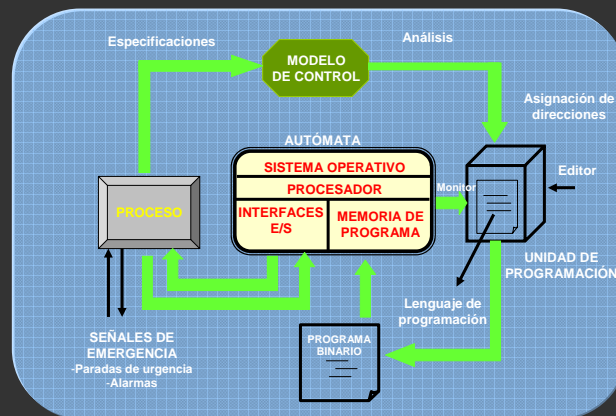 Especificaciones
Análisis
MODELO
DE CONTROL
Asignación de
direcciones
AUTÓMATA
SISTEMA OPERATIVO
PROCESADOR
INTERFACES
E/S
MEMORIA DE
PROGRAMA
Monitor
Editor
PROCESO
UNIDAD DE
PROGRAMACIÓN
Lenguaje de
programación
SEÑALES DE
EMERGENCIA
-Paradas de urgencia
-Alarmas
PROGRAMA
BINARIO